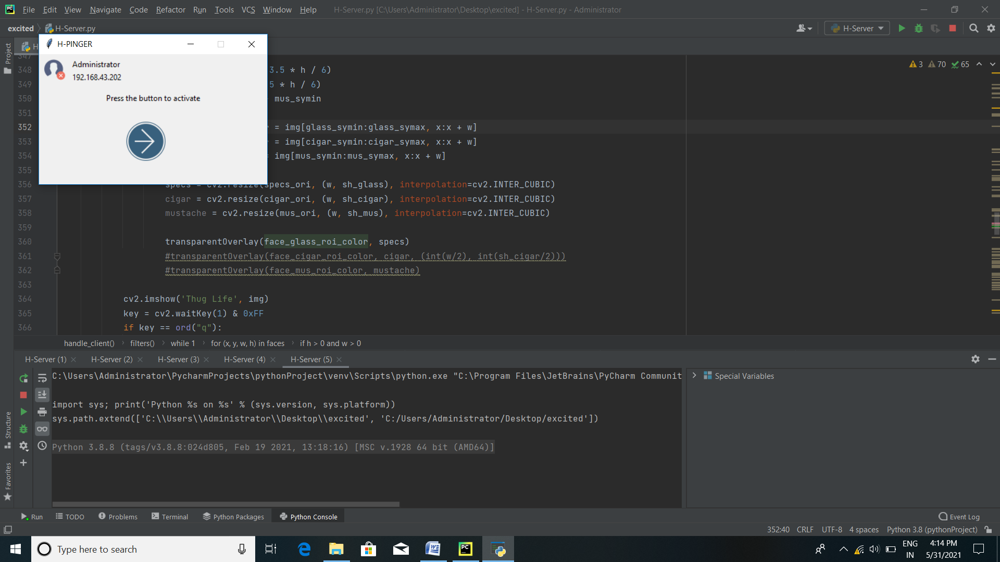 File Edit View Navigate Code Refactor Run Tools VCS Window Help H-Server.py [C:\Users\Administrator\Desktop\excited] - H-Server.py - Administrator
excited H-Server.py H-Server
Project
H
H-PINGER
Administrator
192.168.43.202
Press the button to activate
3 70 65
347
348 3.5 * h / 6)
349 5 * h / 6)
350 mus_symin
351
352 = img[glass_symin:glass_symax, x:x + w]
353 = img[cigar_symin:cigar_symax, x:x + w]
354 = img[mus_symin:mus_symax, x:x + w]
355
356 specs = cv2.resize(specs_ori, (w, sh_glass), interpolation=cv2.INTER_CUBIC)
357 cigar = cv2.resize(cigar_ori, (w, sh_cigar), interpolation=cv2.INTER_CUBIC)
358 mustache = cv2.resize(mus_ori, (w, sh_mus), interpolation=cv2.INTER_CUBIC)
359
360 transparentOverlay(face_glass_roi_color, specs)
361 #transparentOverlay(face_cigar_roi_color, cigar, (int(w/2), int(sh_cigar/2)))
362 #transparentOverlay(face_mus_roi_color, mustache)
363
364 cv2.imshow('Thug Life', img)
365 key = cv2.waitKey(1) & 0xFF
366 if key == ord("q"):
handle_client() filters() while 1 for (x, y, w, h) in faces if h > 0 and w > 0
H-Server (1) H-Server (2) H-Server (3) H-Server (4) H-Server (5)
C:\Users\Administrator\PycharmProjects\pythonProject\venv\Scripts\python.exe "C:\Program Files\JetBrains\PyCharm Communit
Special Variables
import sys; print('Python %s on %s' % (sys.version, sys.platform))
sys.path.extend(['C:\\Users\\Administrator\\Desktop\\excited', 'C:/Users/Administrator/Desktop/excited'])
Python 3.8.8 (tags/v3.8.8:024d805, Feb 19 2021, 13:18:16) [MSC v.1928 64 bit (AMD64)]
Structure
Favorites
Run TODO Problems Terminal Python Packages Python Console Event Log
352:40 CRLF UTF-8 4 spaces Python 3.8 (pythonProject)
Type here to search
ENG
IN
4:14 PM
5/31/2021